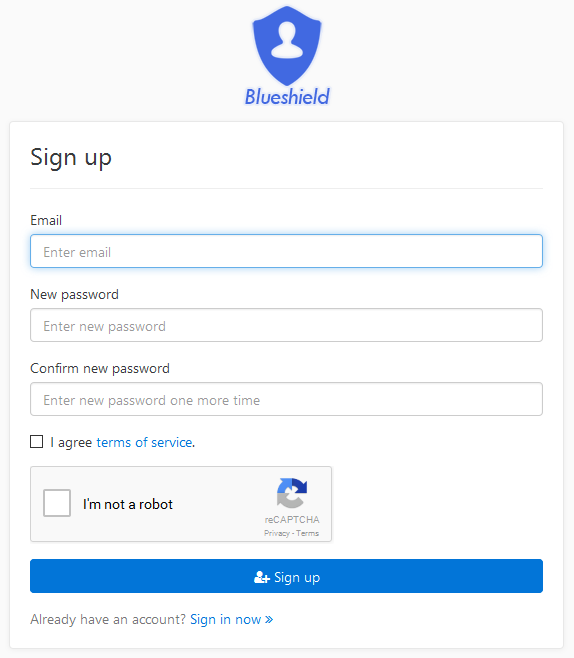 Blueshield
Sign up
Email
Enter email
New password
Enter new password
Confirm new password
Enter new password one more time
I agree terms of service.
I'm not a robot
reCAPTCHA
Privacy - Terms
Sign up
Already have an account? Sign in now »